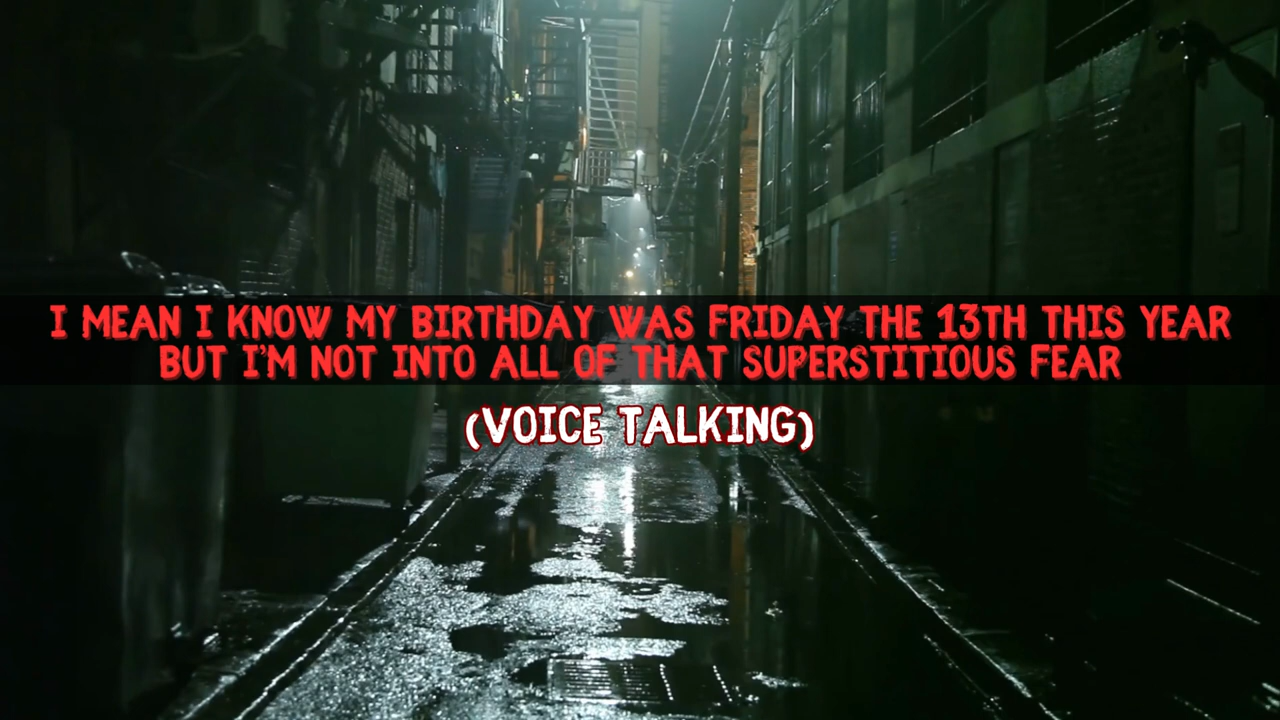 I MEAN I KNOW MY BIRTHDAY WAS FRIDAY THE 13TH THIS YEAR
BUT I'M NOT INTO ALL OF THAT SUPERSTITIOUS FEAR
(VOICE TALKING)